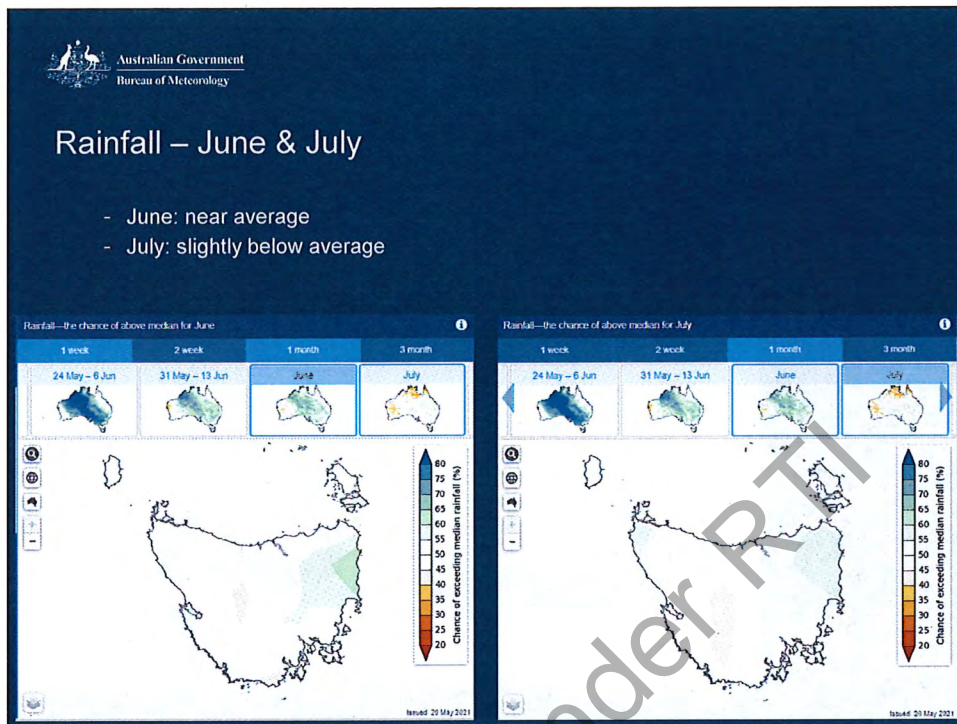 Australian Government
Bureau of Meteorology
Rainfall – June & July
- June: near average
- July: slightly below average
Rainfall—the chance of above median for June
1 week 2 week 1 month 3 month
24 May – 6 Jun 31 May – 13 Jun June July
80
75
70
65
60
55
50
45
40
35
30
25
20
Chance of exceeding median rainfall (%)
Issued: 20 May 2021
Rainfall—the chance of above median for July
1 week 2 week 1 month 3 month
24 May – 6 Jun 31 May – 13 Jun June July
80
75
70
65
60
55
50
45
40
35
30
25
20
Chance of exceeding median rainfall (%)
Issued: 20 May 2021
nder RTI